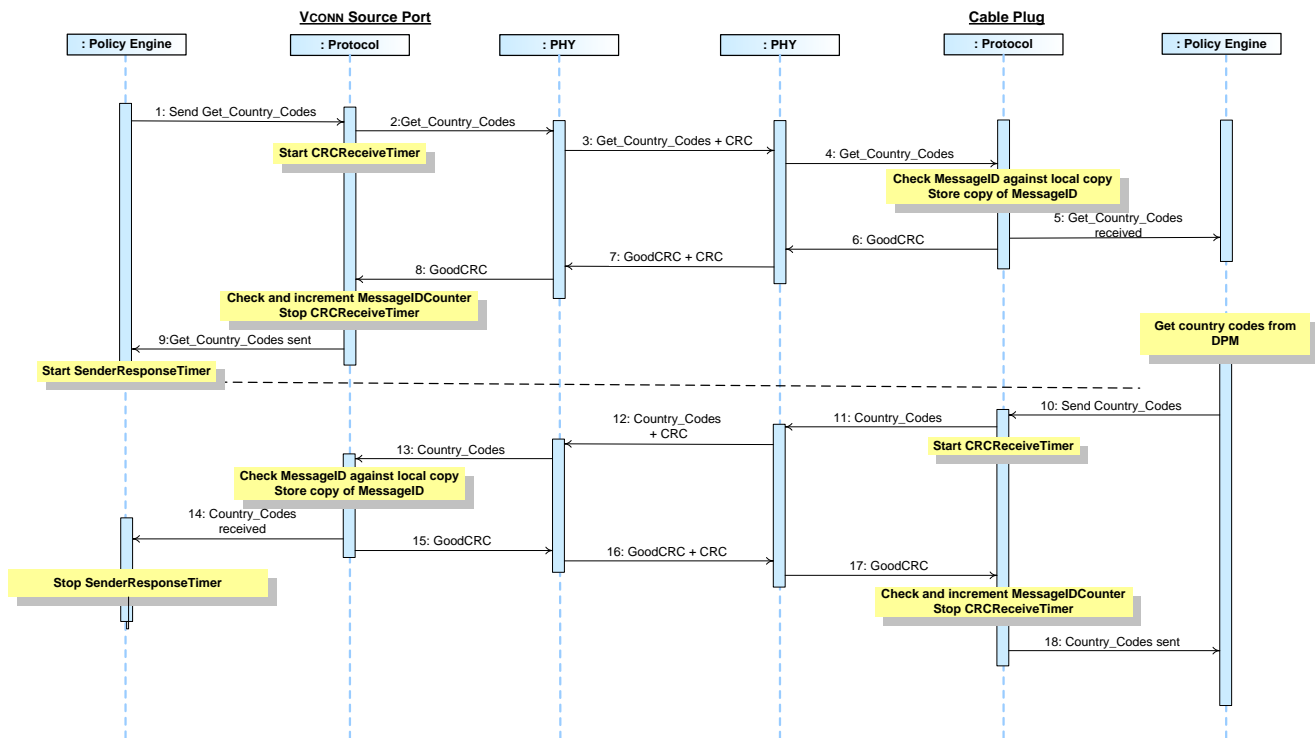 VCONN Source Port
Cable Plug
: Policy Engine
: Protocol
: PHY
: PHY
: Protocol
: Policy Engine
1: Send Get_Country_Codes
2:Get_Country_Codes
Start CRCReceiveTimer
3: Get_Country_Codes + CRC
4: Get_Country_Codes
Check MessageID against local copy
Store copy of MessageID
5: Get_Country_Codes
received
6: GoodCRC
7: GoodCRC + CRC
8: GoodCRC
Check and increment MessageIDCounter
Stop CRCReceiveTimer
9:Get_Country_Codes sent
Start SenderResponseTimer
Get country codes from
DPM
10: Send Country_Codes
11: Country_Codes
Start CRCReceiveTimer
12: Country_Codes
+ CRC
13: Country_Codes
Check MessageID against local copy
Store copy of MessageID
14: Country_Codes
received
15: GoodCRC
16: GoodCRC + CRC
17: GoodCRC
Stop SenderResponseTimer
Check and increment MessageIDCounter
Stop CRCReceiveTimer
18: Country_Codes sent